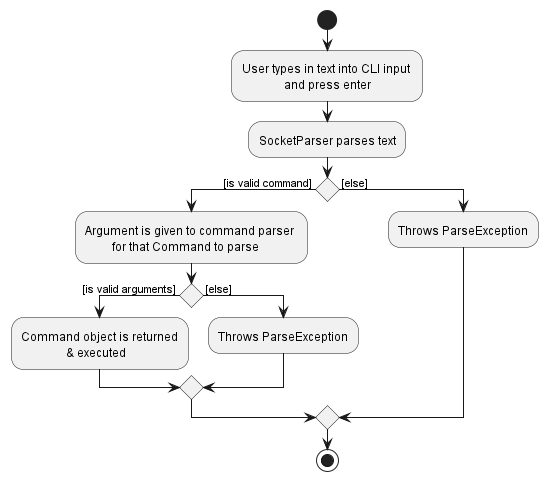 User types in text into CLI input
and press enter
SocketParser parses text
[is valid command]
[else]
Argument is given to command parser
for that Command to parse
Throws ParseException
[is valid arguments]
[else]
Command object is returned
& executed
Throws ParseException